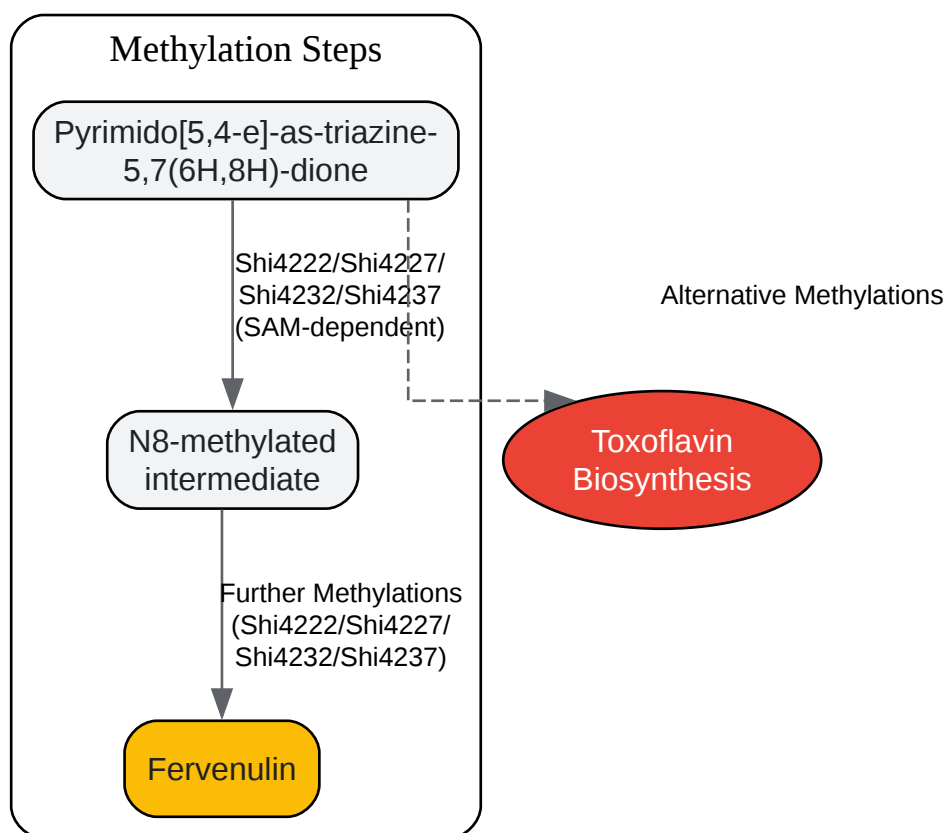 Methylation Steps
Pyrimido[5,4-e]-as-triazine-
5,7(6H,8H)-dione
Shi4222/Shi4227/
Shi4232/Shi4237
(SAM-dependent)
Alternative Methylations
N8-methylated
intermediate
Toxoflavin
Biosynthesis
Further Methylations
(Shi4222/Shi4227/
Shi4232/Shi4237)
Fervenulin